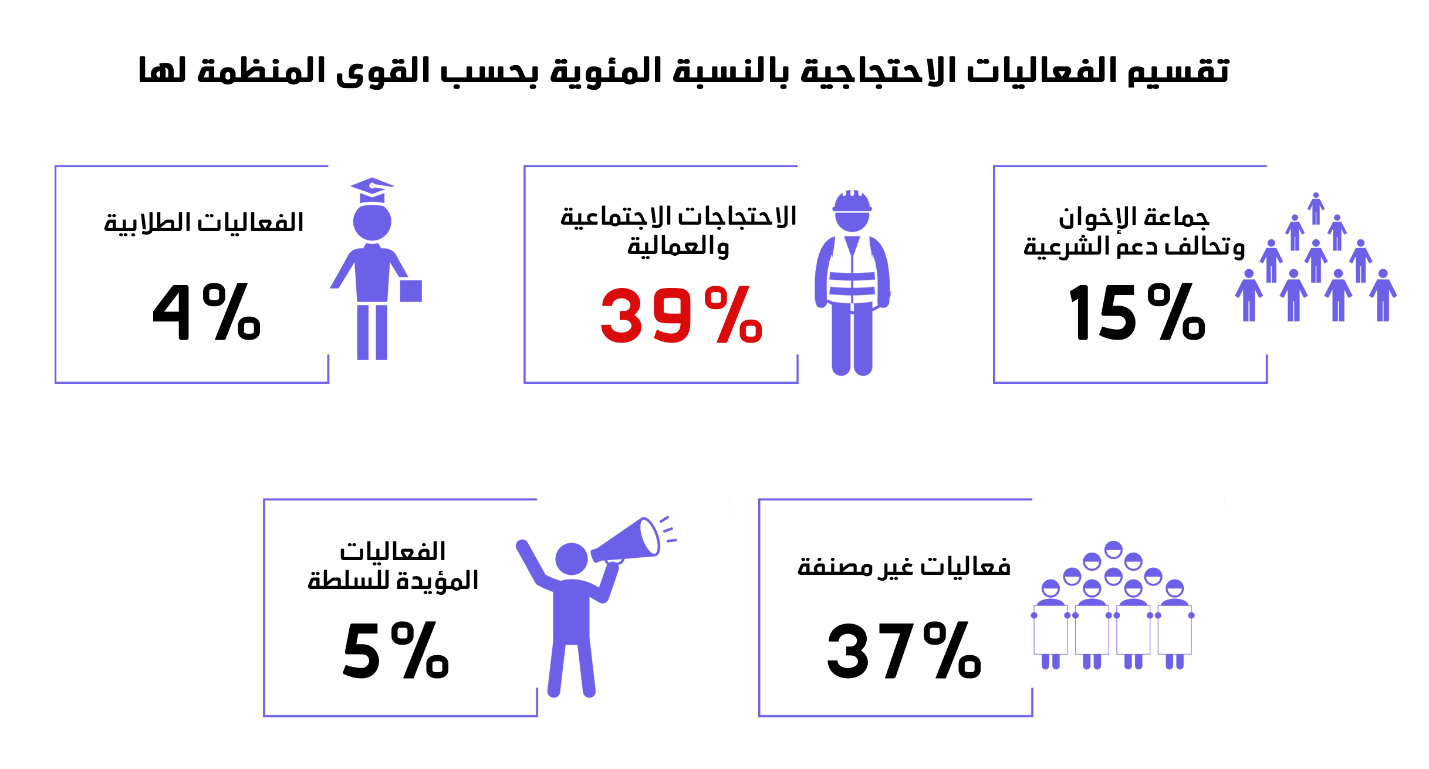 تقسيم الفعاليات الاحتجاجية بالنسبة المئوية بحسب القوى المنظمة لها
جماعة الإخوان
وتحالف دعم الشرعية
15%
الاحتجاجات الاجتماعية
والعمالية
39%
الفعاليات الطلابية
4%
فعاليات غير مصنفة
37%
الفعاليات
المؤيدة للسلطة
5%